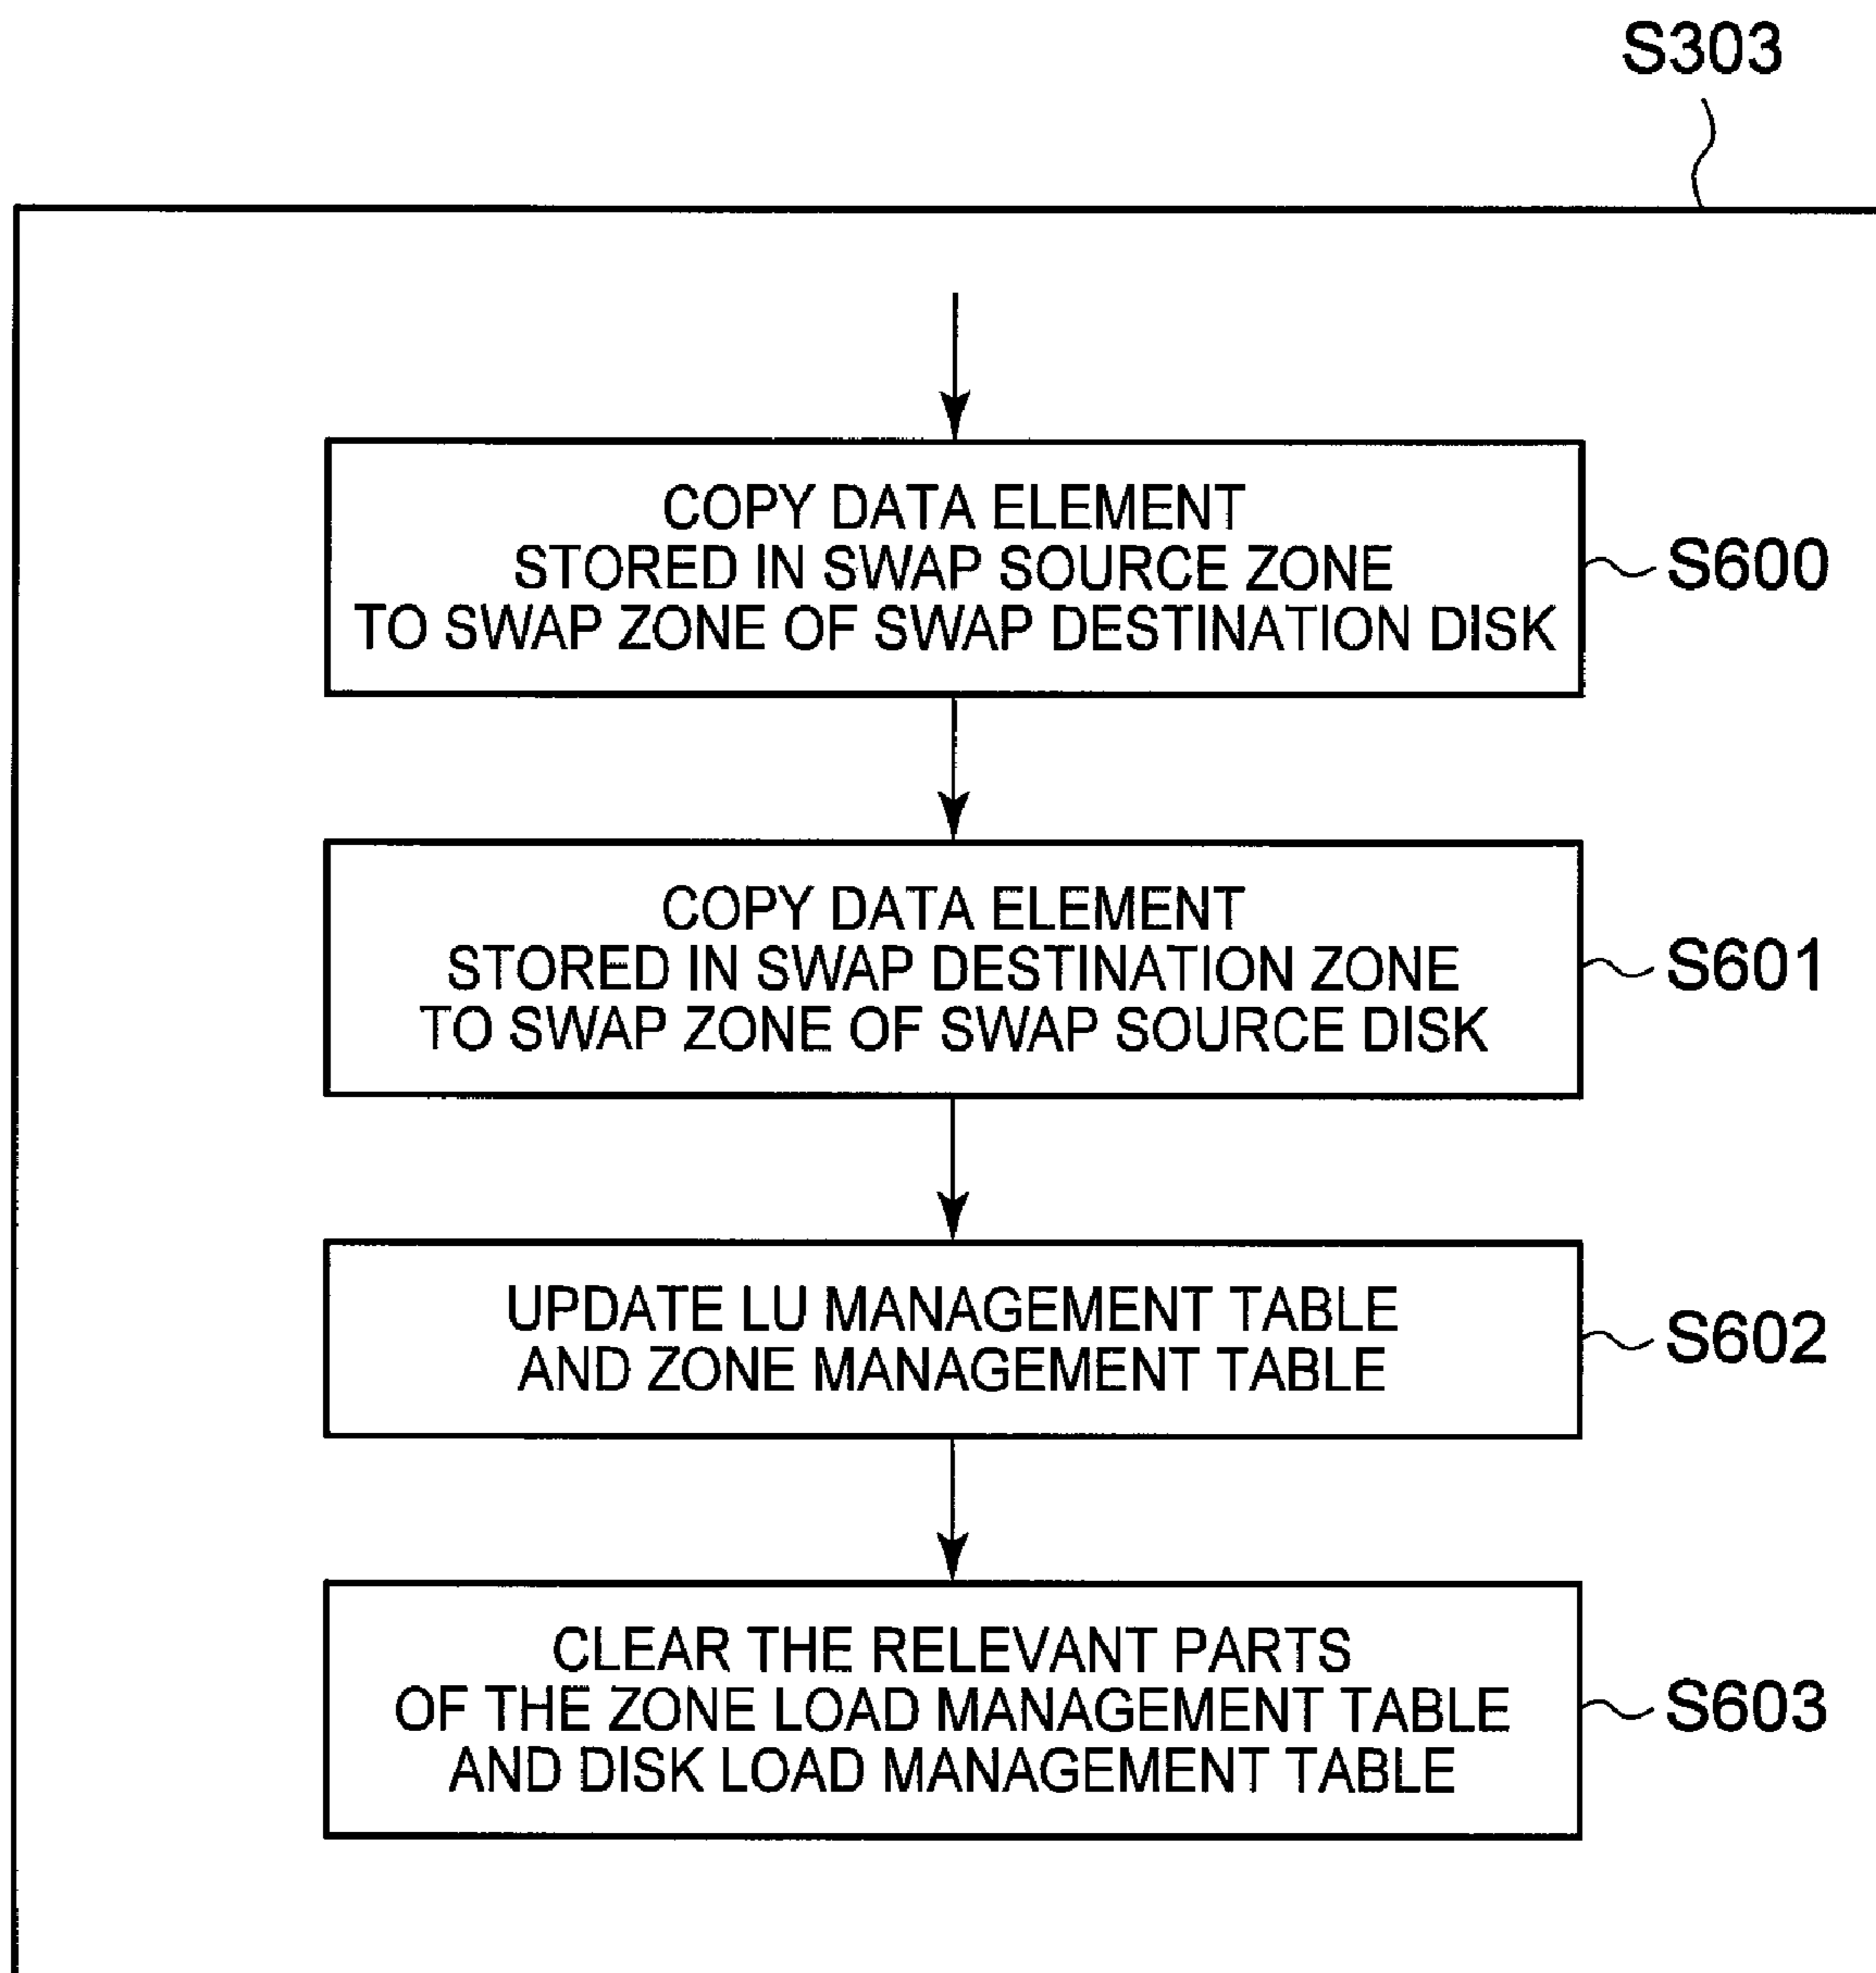 S303
COPY DATA ELEMENT
STORED IN SWAP SOURCE ZONE
TO SWAP ZONE OF SWAP DESTINATION DISK
S600
COPY DATA ELEMENT
STORED IN SWAP DESTINATION ZONE
TO SWAP ZONE OF SWAP SOURCE DISK
S601
UPDATE LU MANAGEMENT TABLE
AND ZONE MANAGEMENT TABLE
S602
CLEAR THE RELEVANT PARTS
OF THE ZONE LOAD MANAGEMENT TABLE
AND DISK LOAD MANAGEMENT TABLE
S603